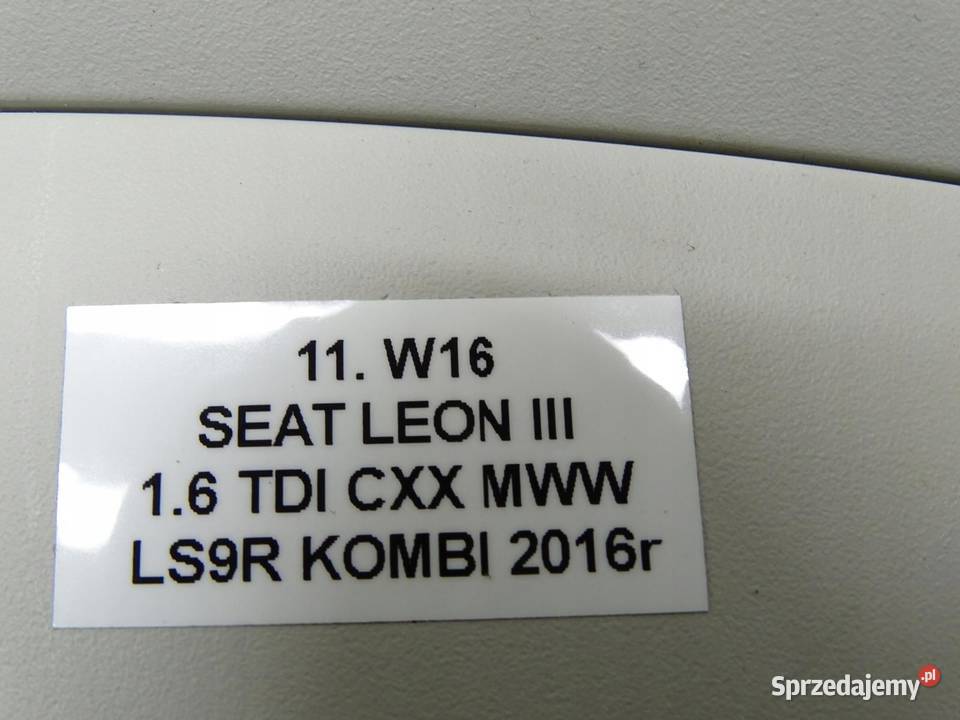 11. W16
SEAT LEON III
1.6 TDI CXX MWW
LS9R KOMBI 2016r
Sprzedajemy.pl